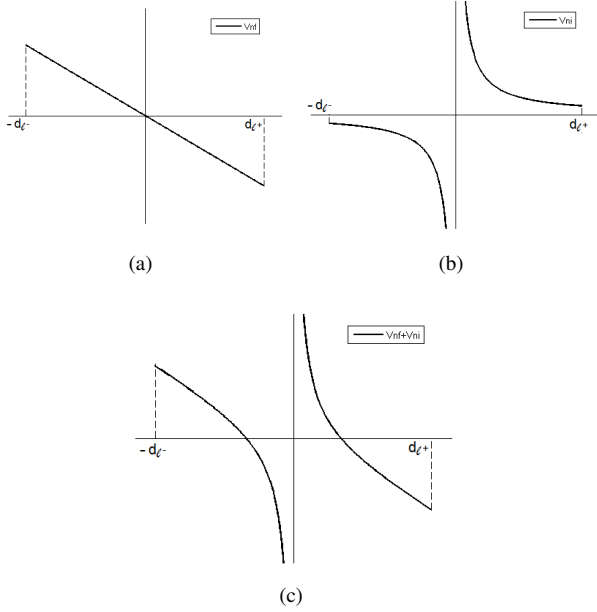 Vnf
Vni
-dℓ-
dℓ+
-dℓ-
dℓ+
(a)
(b)
Vnf+Vni
-dℓ-
dℓ+
(c)